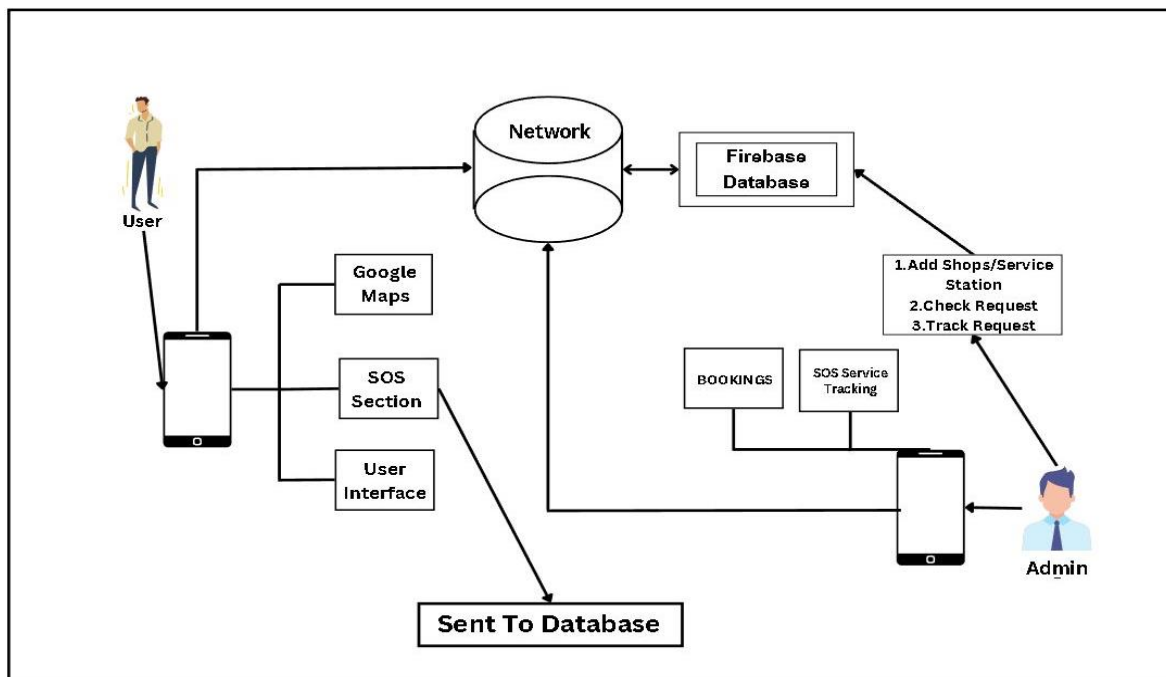 Network
Firebase
Database
User
Google
Maps
1.Add Shops/Service
Station
2.Check Request
3.Track Request
SOS
Section
BOOKINGS
SOS Service
Tracking
User
Interface
Admin
Sent To Database